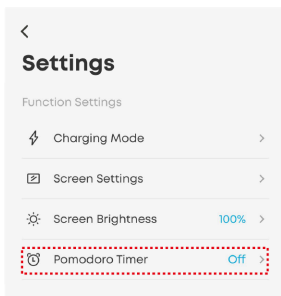 Settings
Function Settings
Charging Mode
Screen Settings
Screen Brightness 100%
Pomodoro Timer Off